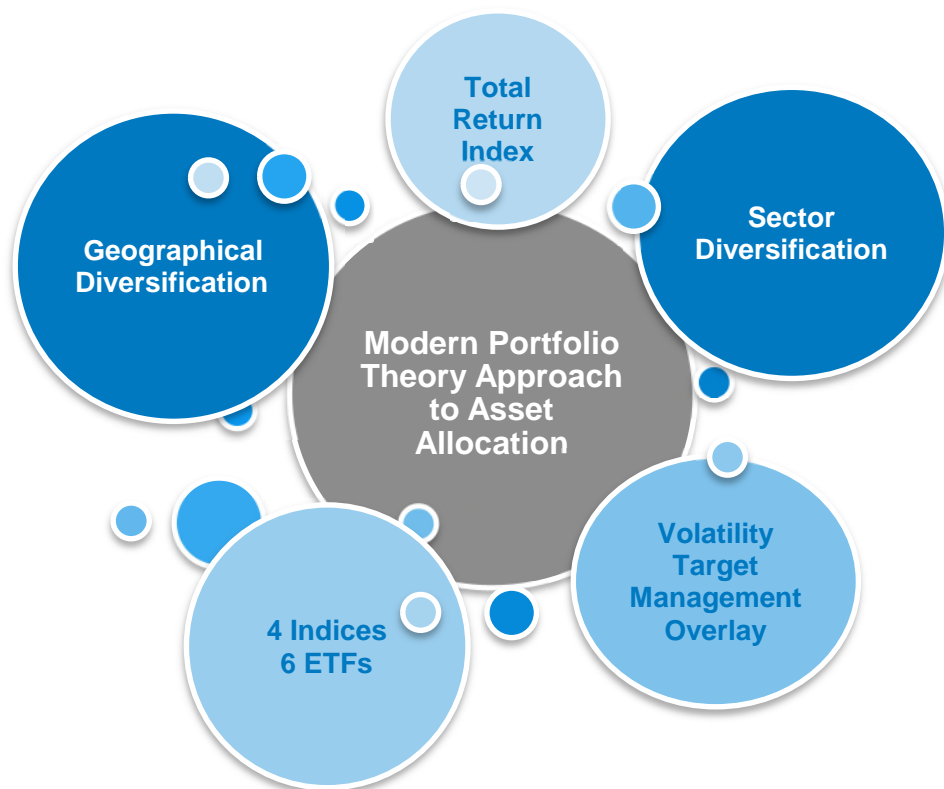 Total
Return
Index
Geographical
Diversification
Sector
Diversification
Modern Portfolio
Theory Approach
to Asset
Allocation
Volatility
Target
Management
Overlay
4 Indices
6 ETFs